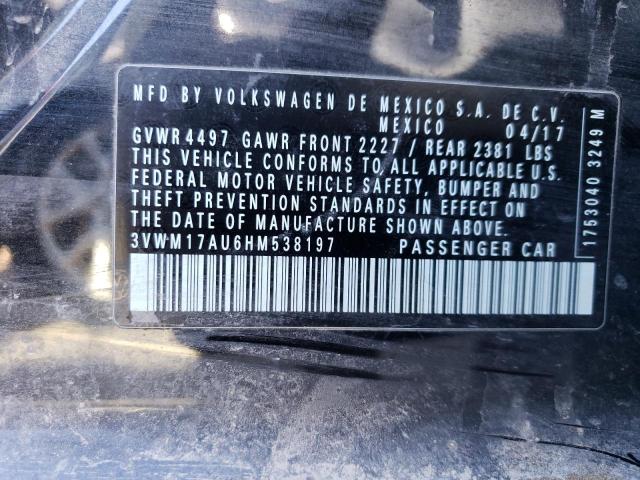 MFD BY VOLKSWAGEN DE MEXICO S.A. DE C.V.
MEXICO 04/17
GVWR 4497 GAWR FRONT 2227 / REAR 2381 LBS
THIS VEHICLE CONFORMS TO ALL APPLICABLE U.S.
FEDERAL MOTOR VEHICLE SAFETY, BUMPER AND
THEFT PREVENTION STANDARDS IN EFFECT ON
THE DATE OF MANUFACTURE SHOWN ABOVE.
3VWM17AU6HM538197 PASSENGER CAR
1753040 3249 M